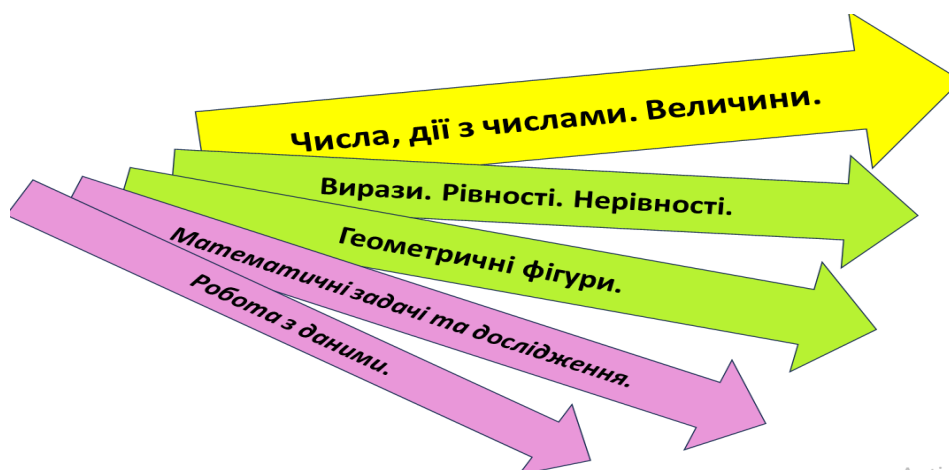 Числа, дії з числами. Величини.
Вирази. Рівності. Нерівності.
Геометричні фігури.
Математичні задачі та дослідження.
Робота з даними.